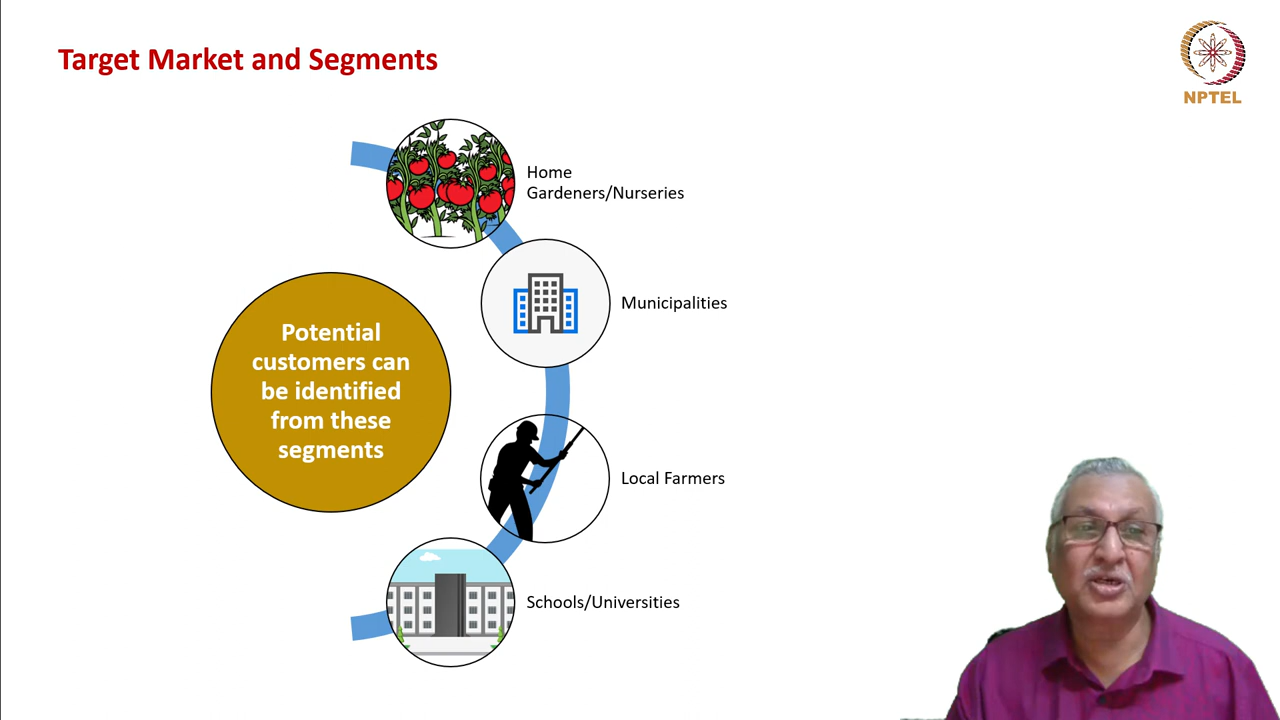 Target Market and Segments
NPTEL
Home
Gardeners/Nurseries
Municipalities
Potential
customers can
be identified
from these
segments
Local Farmers
Schools/Universities